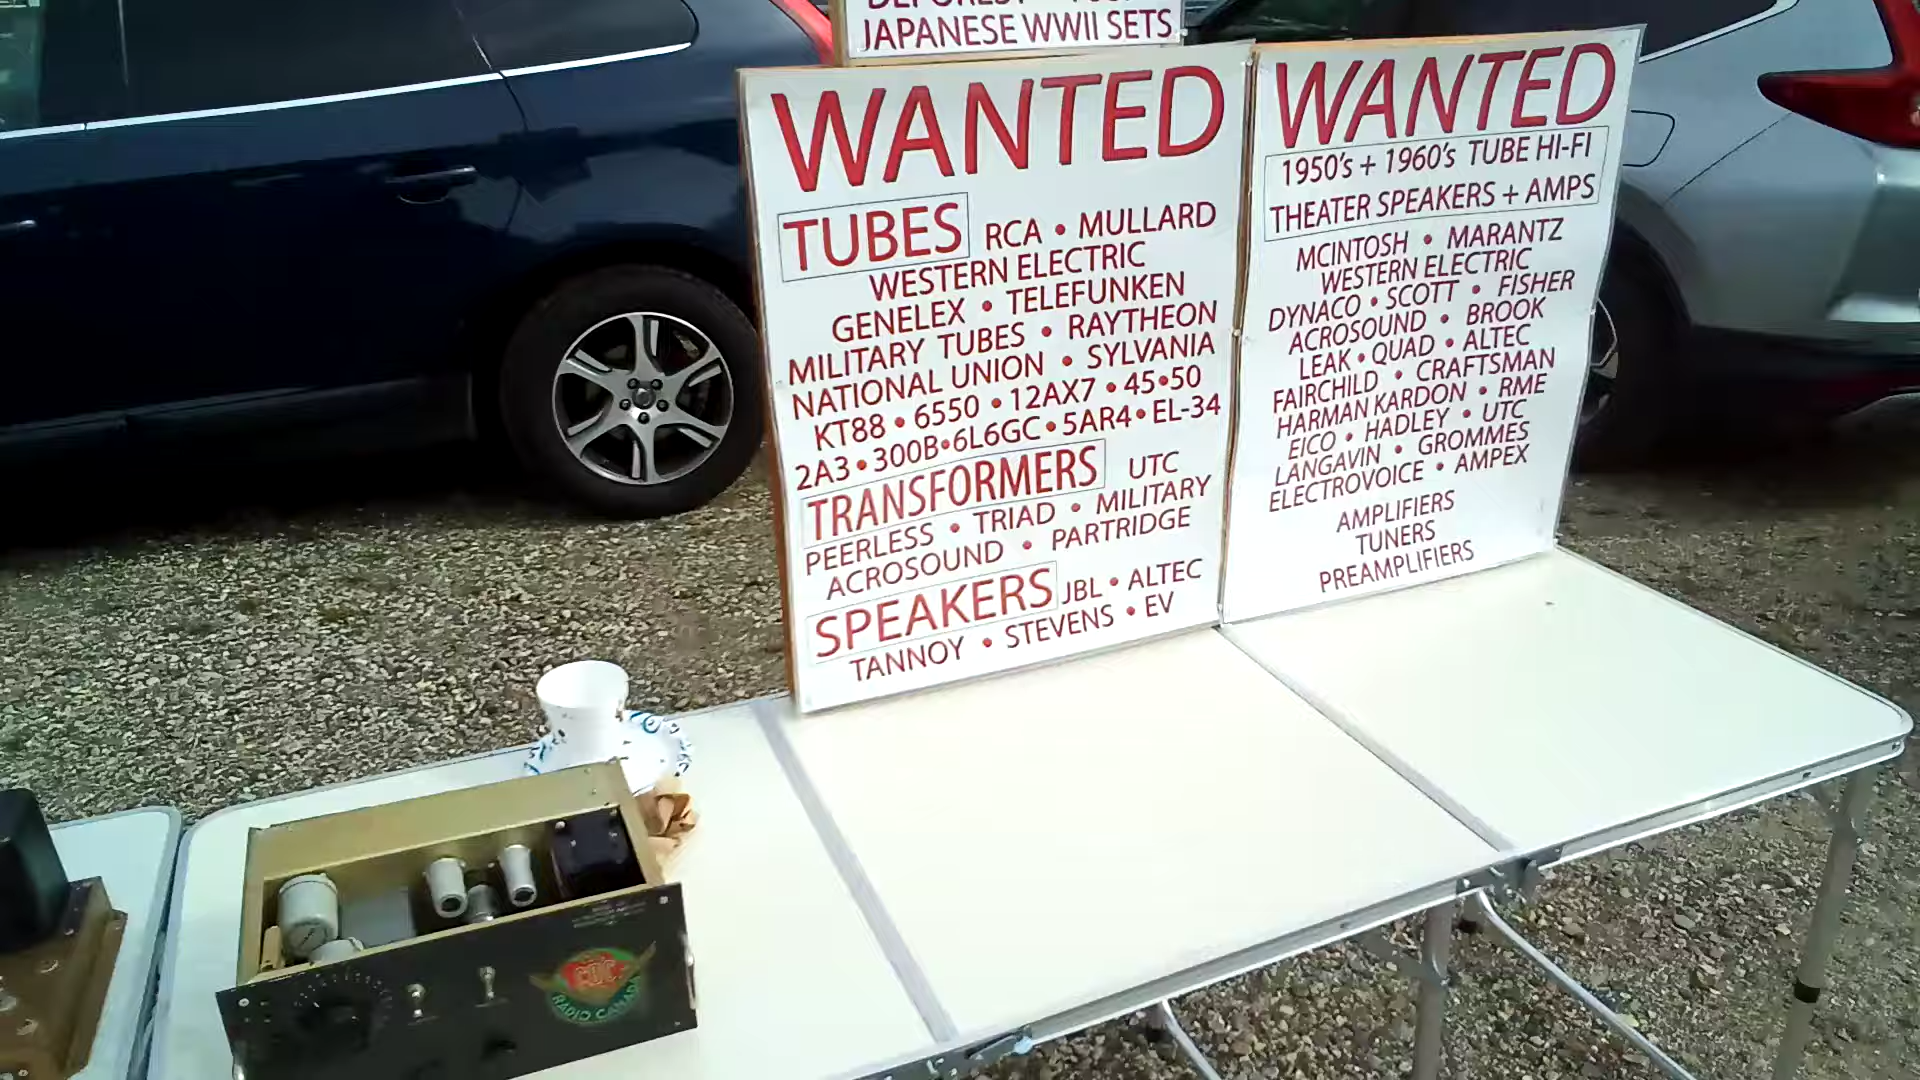 JAPANESE WWII SETS
WANTED
TUBES RCA • MULLARD
WESTERN ELECTRIC
GENELEX • TELEFUNKEN
MILITARY TUBES • RAYTHEON
NATIONAL UNION • SYLVANIA
KT88 • 6550 • 12AX7 • 45•50
2A3•300B•6L6GC•5AR4•EL-34
TRANSFORMERS UTC
PEERLESS • TRIAD • MILITARY
ACROSOUND • PARTRIDGE
SPEAKERS JBL • ALTEC
TANNOY • STEVENS • EV
WANTED
1950's + 1960's TUBE HI-FI
THEATER SPEAKERS + AMPS
MCINTOSH • MARANTZ
WESTERN ELECTRIC
DYNACO • SCOTT • FISHER
ACROSOUND • BROOK
LEAK • QUAD • ALTEC
FAIRCHILD • CRAFTSMAN
HARMAN KARDON • RME
EICO • HADLEY • UTC
LANGAVIN • GROMMES
ELECTROVOICE • AMPEX
AMPLIFIERS
TUNERS
PREAMPLIFIERS
CBC
RADIO CANADA